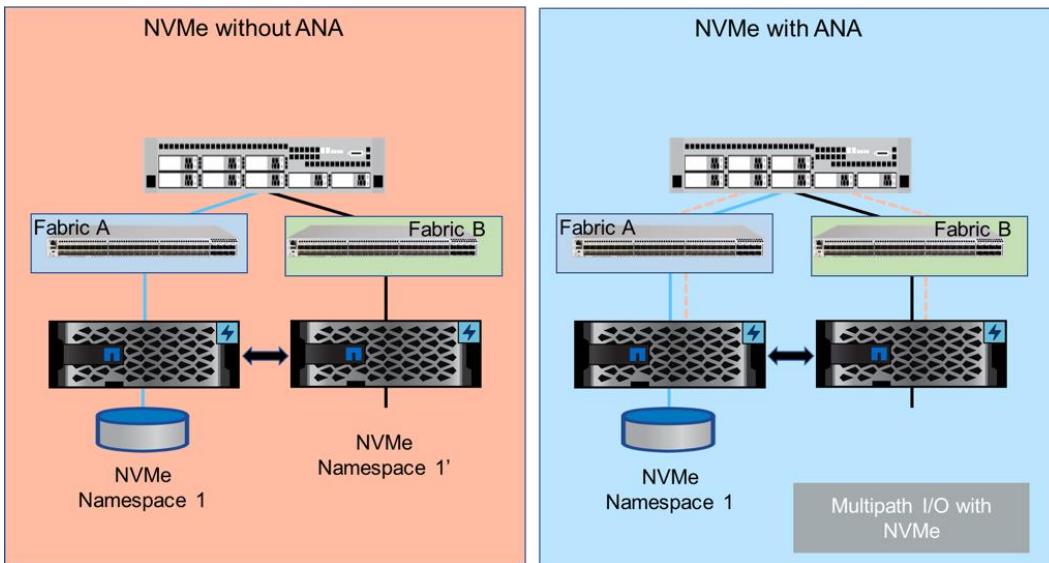 NVMe without ANA
Fabric A
Fabric B
NVMe
Namespace 1
NVMe
Namespace 1’
NVMe with ANA
Fabric A
Fabric B
NVMe
Namespace 1
Multipath I/O with
NVMe